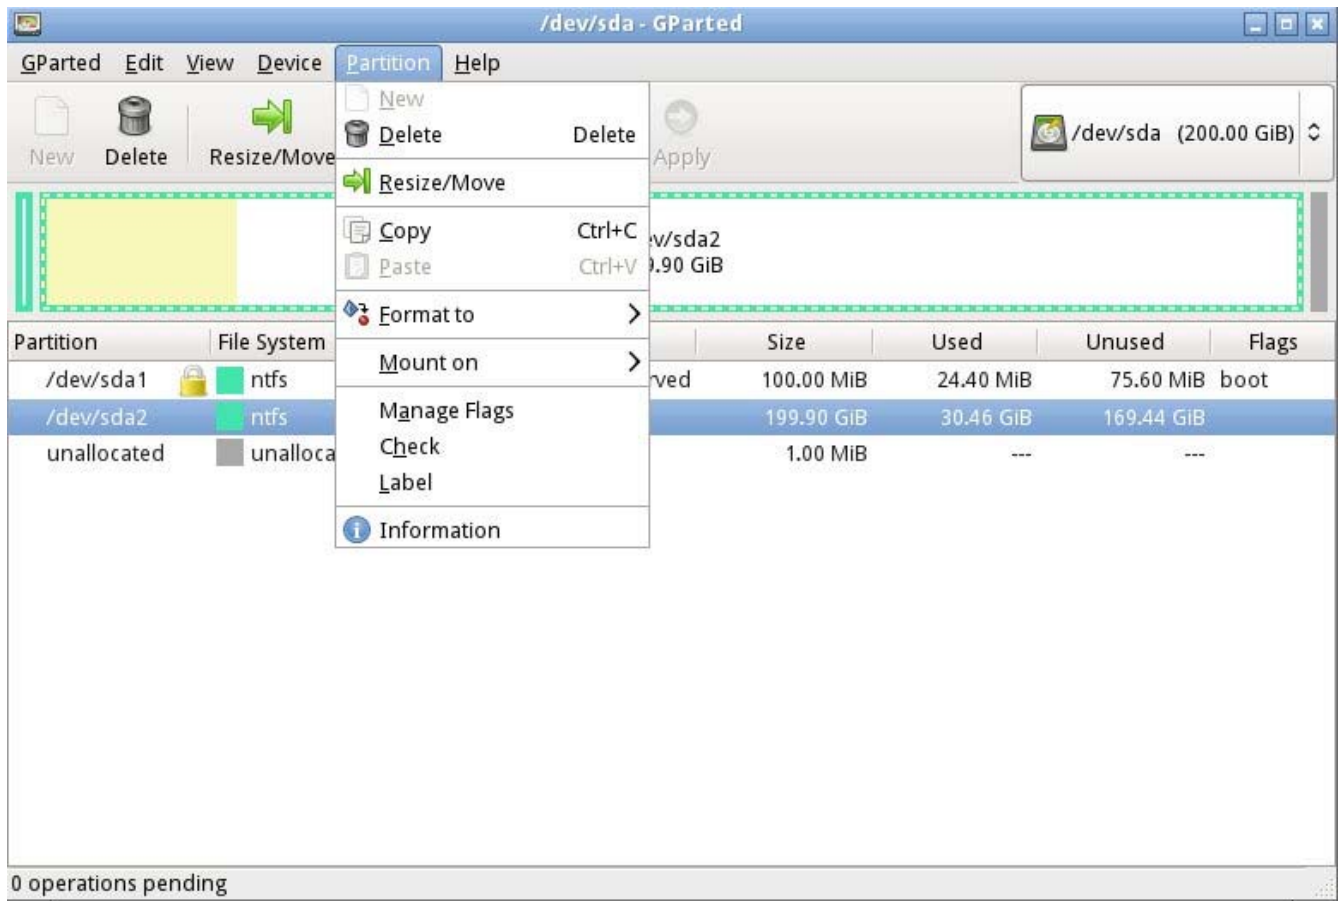 /dev/sda - GParted
GParted Edit View Device Partition Help
New Delete Resize/Move Apply
/dev/sda (200.00 GiB)
New
Delete Delete
Resize/Move
Copy Ctrl+C
Paste Ctrl+V
Format to
Mount on
Manage Flags
Check
Label
Information
GiB
Partition File System Size Used Unused Flags
/dev/sda1 ntfs 100.00 MiB 24.40 MiB 75.60 MiB boot
/dev/sda2 ntfs 199.90 GiB 30.46 GiB 169.44 GiB
unallocated 1.00 MiB --- ---
0 operations pending